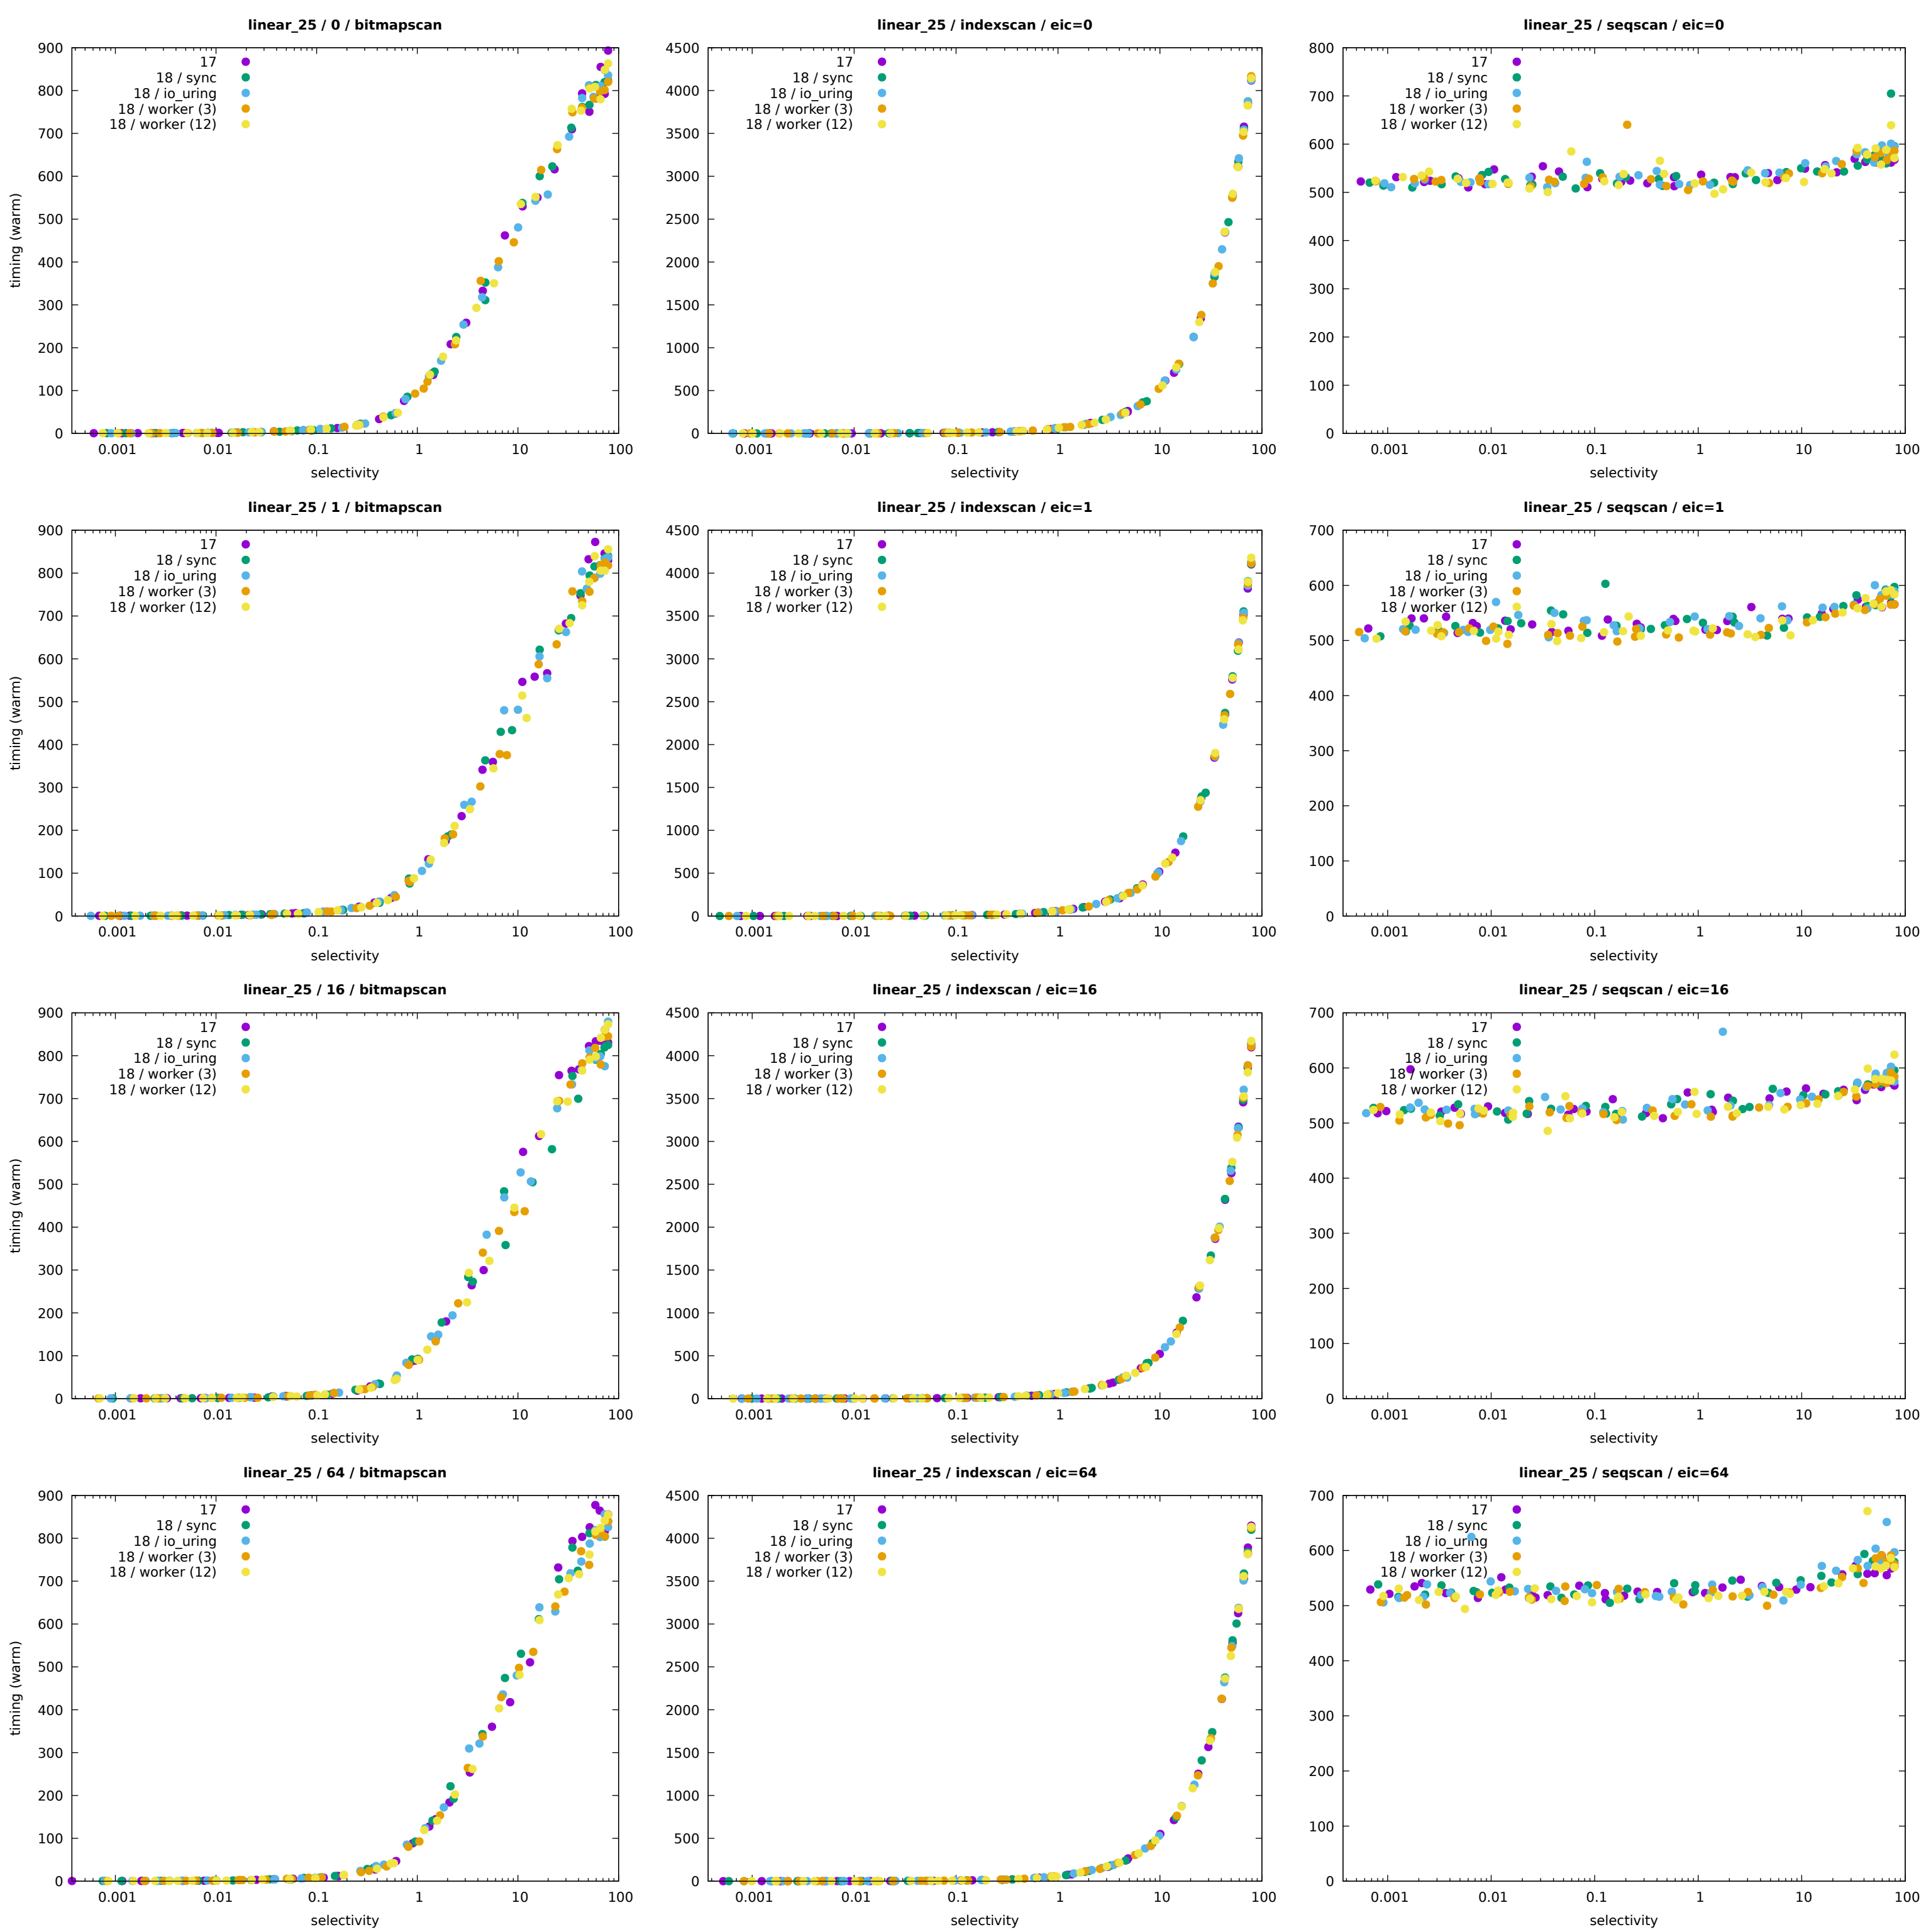 linear_25 / 0 / bitmapscan
900
800
700
600
500
400
300
200
100
0
0.001 0.01 0.1 1 10 100
timing (warm)
selectivity
17
18 / sync
18 / io_uring
18 / worker (3)
18 / worker (12)
linear_25 / indexscan / eic=0
4500
4000
3500
3000
2500
2000
1500
1000
500
0
0.001 0.01 0.1 1 10 100
selectivity
17
18 / sync
18 / io_uring
18 / worker (3)
18 / worker (12)
linear_25 / seqscan / eic=0
800
700
600
500
400
300
200
100
0
0.001 0.01 0.1 1 10 100
selectivity
17
18 / sync
18 / io_uring
18 / worker (3)
18 / worker (12)
linear_25 / 1 / bitmapscan
900
800
700
600
500
400
300
200
100
0
0.001 0.01 0.1 1 10 100
timing (warm)
selectivity
17
18 / sync
18 / io_uring
18 / worker (3)
18 / worker (12)
linear_25 / indexscan / eic=1
4500
4000
3500
3000
2500
2000
1500
1000
500
0
0.001 0.01 0.1 1 10 100
selectivity
17
18 / sync
18 / io_uring
18 / worker (3)
18 / worker (12)
linear_25 / seqscan / eic=1
700
600
500
400
300
200
100
0
0.001 0.01 0.1 1 10 100
selectivity
17
18 / sync
18 / io_uring
18 / worker (3)
18 / worker (12)
linear_25 / 16 / bitmapscan
900
800
700
600
500
400
300
200
100
0
0.001 0.01 0.1 1 10 100
timing (warm)
selectivity
17
18 / sync
18 / io_uring
18 / worker (3)
18 / worker (12)
linear_25 / indexscan / eic=16
4500
4000
3500
3000
2500
2000
1500
1000
500
0
0.001 0.01 0.1 1 10 100
selectivity
17
18 / sync
18 / io_uring
18 / worker (3)
18 / worker (12)
linear_25 / seqscan / eic=16
700
600
500
400
300
200
100
0
0.001 0.01 0.1 1 10 100
selectivity
17
18 / sync
18 / io_uring
18 / worker (3)
18 / worker (12)
linear_25 / 64 / bitmapscan
900
800
700
600
500
400
300
200
100
0
0.001 0.01 0.1 1 10 100
timing (warm)
selectivity
17
18 / sync
18 / io_uring
18 / worker (3)
18 / worker (12)
linear_25 / indexscan / eic=64
4500
4000
3500
3000
2500
2000
1500
1000
500
0
0.001 0.01 0.1 1 10 100
selectivity
17
18 / sync
18 / io_uring
18 / worker (3)
18 / worker (12)
linear_25 / seqscan / eic=64
700
600
500
400
300
200
100
0
0.001 0.01 0.1 1 10 100
selectivity
17
18 / sync
18 / io_uring
18 / worker (3)
18 / worker (12)